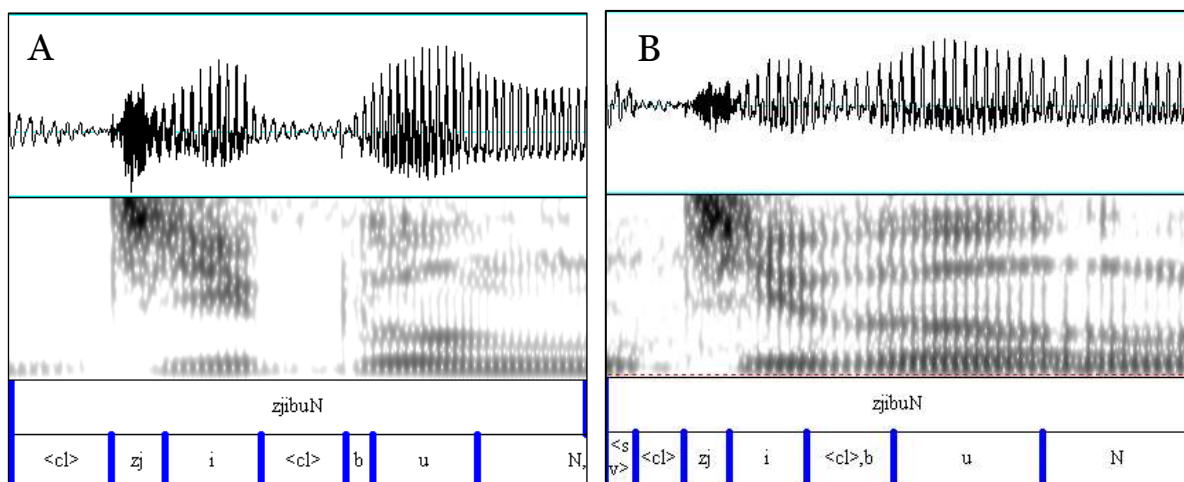 A
B
zjibuN
<cl> zj i <cl> b u N,
zjibuN
<s v> <cl> zj i <cl>,b u N